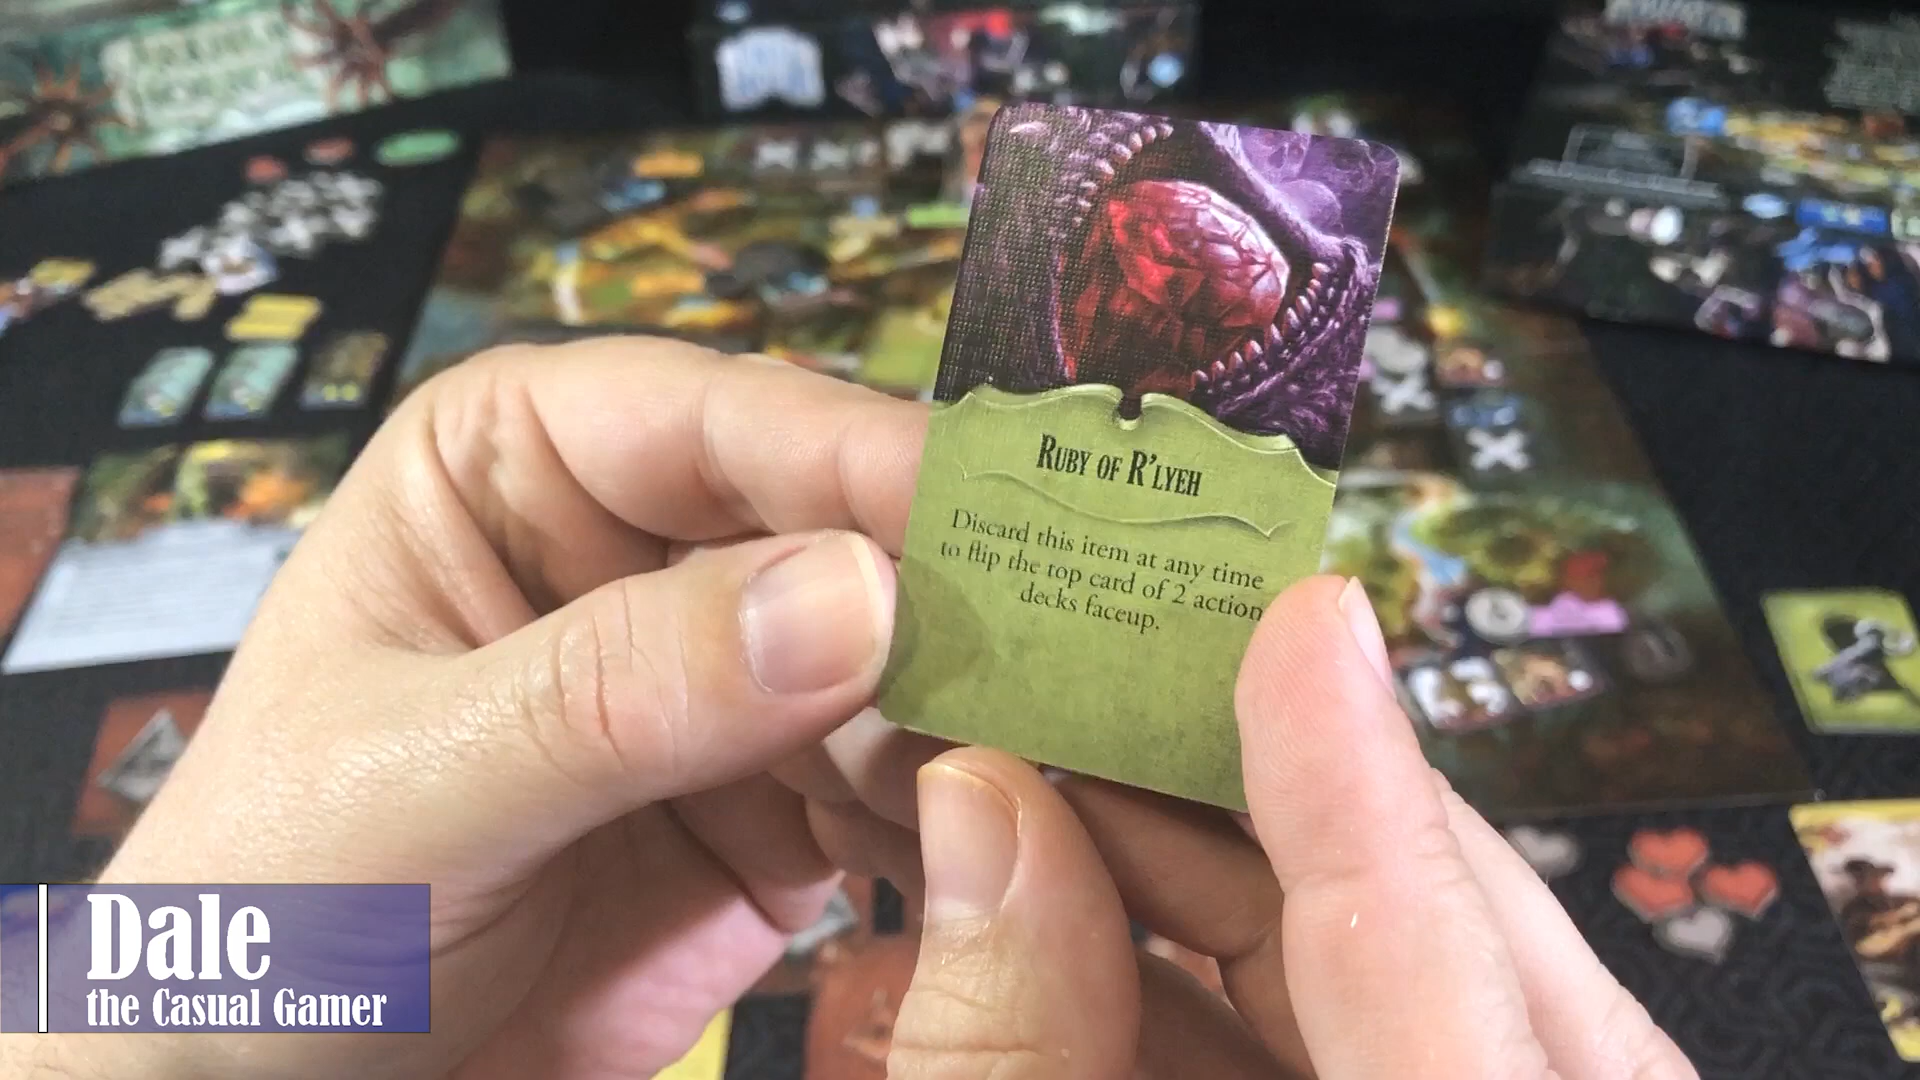 RUBY OF R'LYEH
Discard this item at any time
to flip the top card of 2 action
decks faceup.
Dale
the Casual Gamer